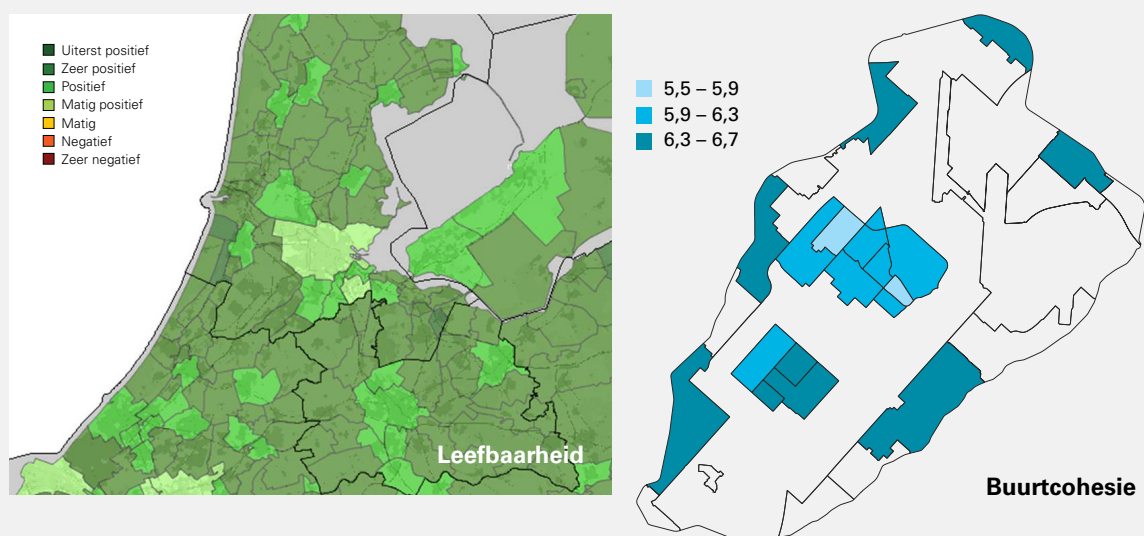 Uiterst positief
Zeer positief
Positief
Matig positief
Matig
Negatief
Zeer negatief
Leefbaarheid
5,5 – 5,9
5,9 – 6,3
6,3 – 6,7
Buurtcohesie